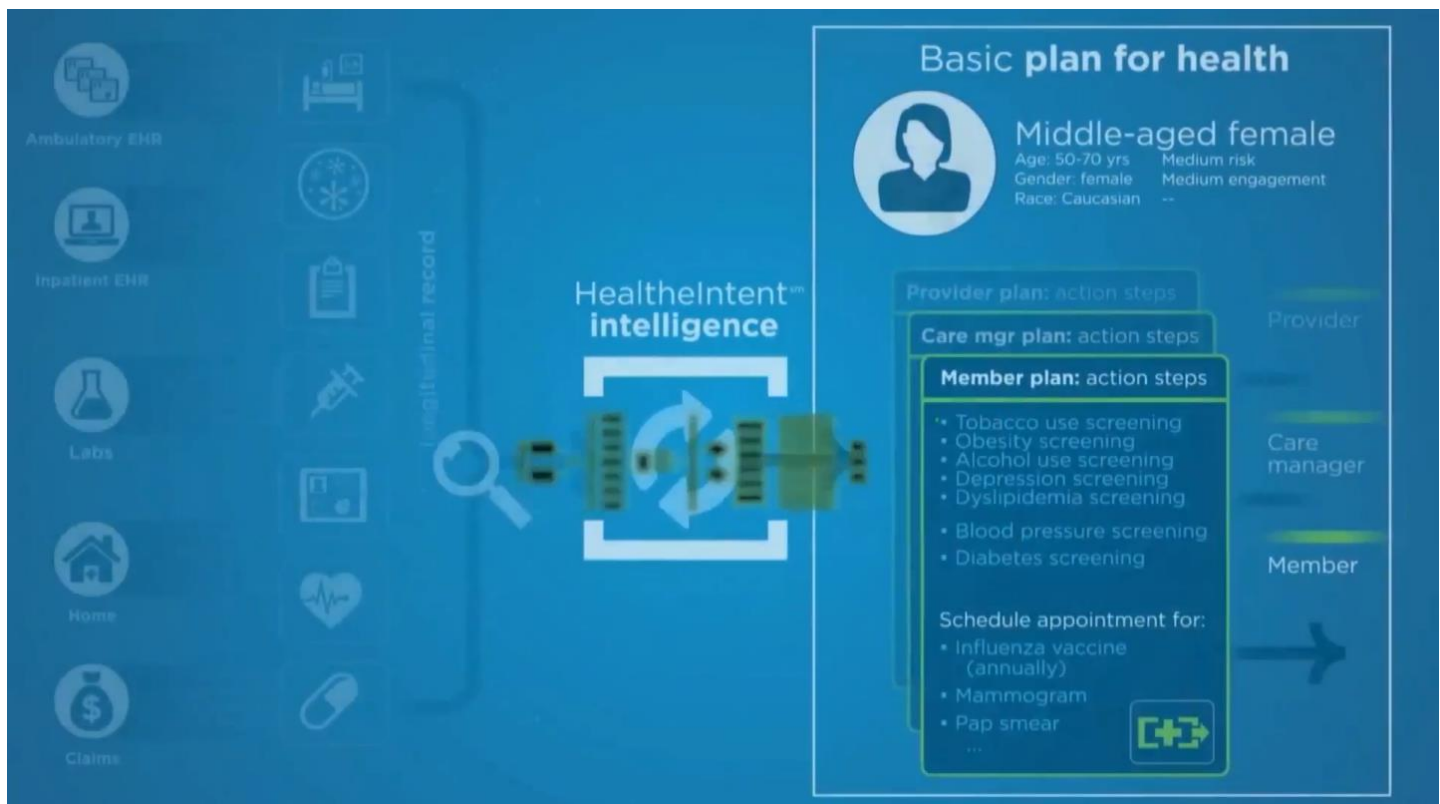 Ambulatory EHR
Inpatient EHR
Labs
Home
$
Claims
Longitudinal record
HealtheIntent℠
intelligence
Basic plan for health
Middle-aged female
Age: 50-70 yrs Medium risk
Gender: female Medium engagement
Race: Caucasian --
Provider plan: action steps
Care mgr plan: action steps
Member plan: action steps
• Tobacco use screening
• Obesity screening
• Alcohol use screening
• Depression screening
• Dyslipidemia screening
• Blood pressure screening
• Diabetes screening
Schedule appointment for:
• Influenza vaccine
(annually)
• Mammogram
• Pap smear
...
Provider
Care
manager
Member